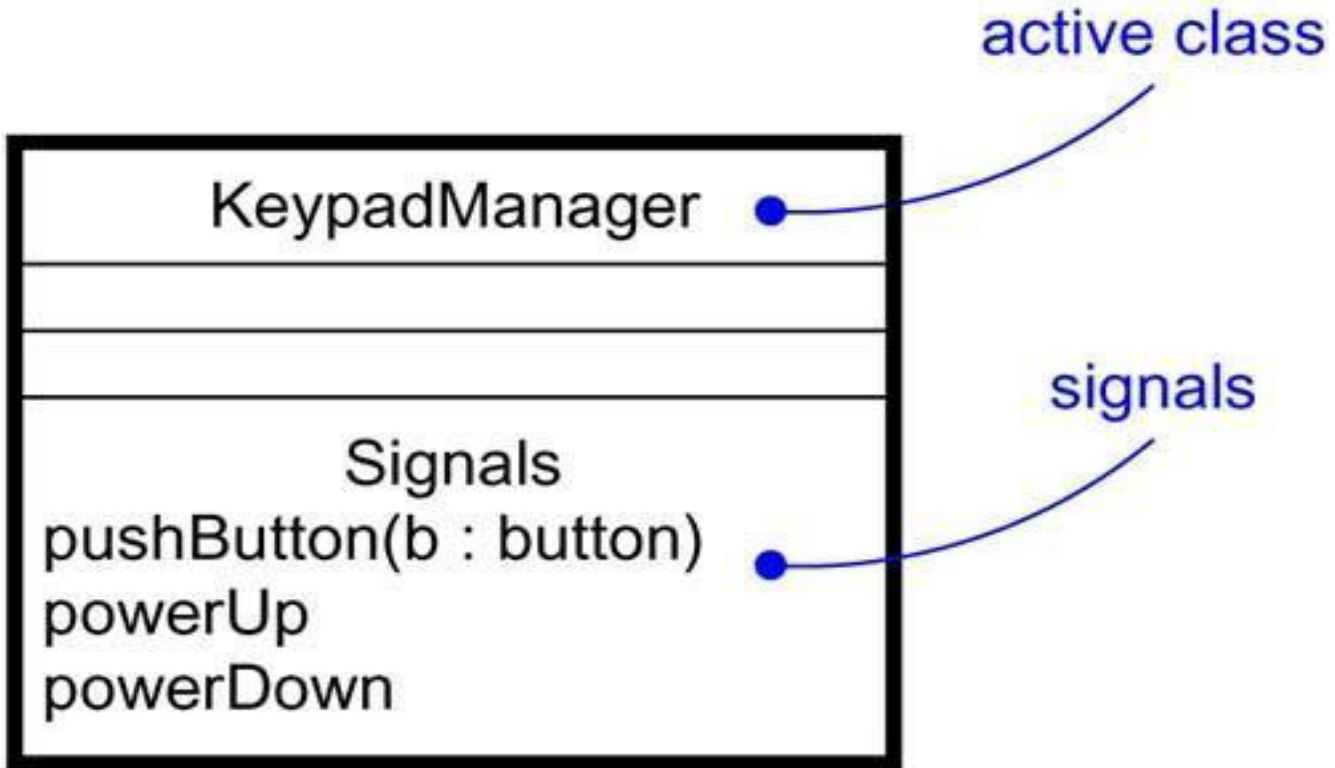 active class
KeypadManager
signals
Signals
pushButton(b : button)
powerUp
powerDown